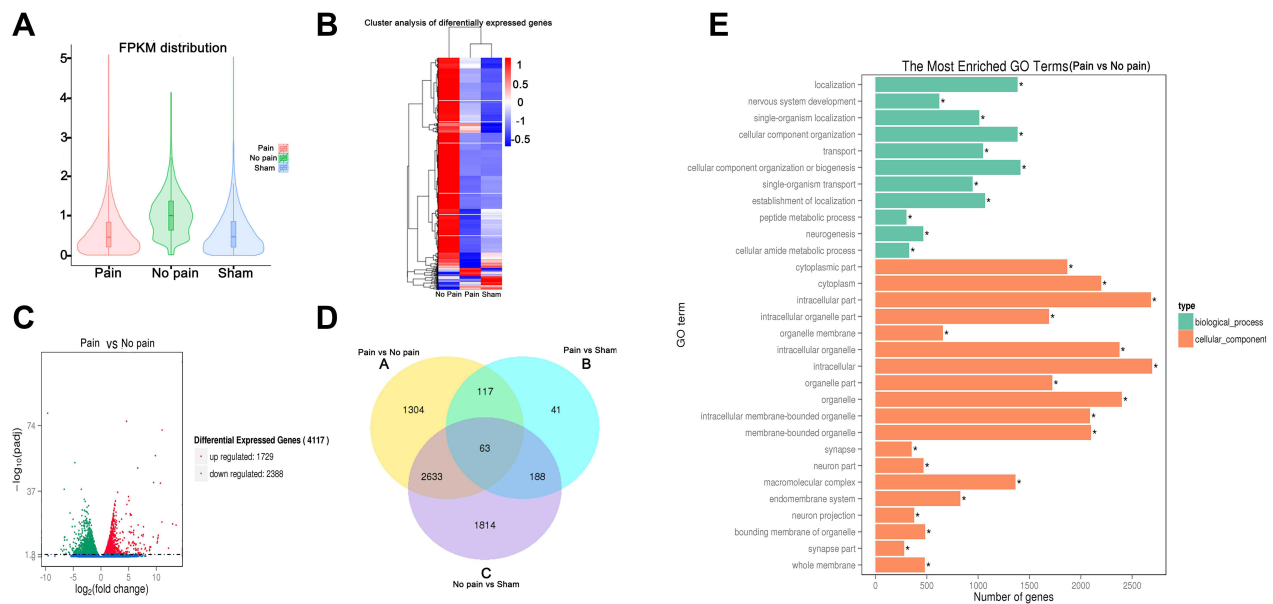 A
FPKM distribution
5
4
3
2
1
0
Pain
No pain
Sham
Pain
No pain
Sham
B
Cluster analysis of diferentially expressed genes
1
0.5
0
-1
-0.5
No Pain
Pain
Sham
C
Pain vs No pain
−log10(padj)
74
37
1.8
-10
-5
0
5
10
log2(fold change)
Differential Expressed Genes ( 4117 )
up regulated: 1729
down regulated: 2388
D
Pain vs No pain
A
Pain vs Sham
B
1304
117
41
63
2633
188
1814
C
No pain vs Sham
E
The Most Enriched GO Terms(Pain vs No pain)
GO term
localization *
nervous system development *
single-organism localization *
cellular component organization *
transport *
cellular component organization or biogenesis *
single-organism transport *
establishment of localization *
peptide metabolic process *
neurogenesis *
cellular amide metabolic process *
cytoplasmic part *
cytoplasm *
intracellular part *
intracellular organelle part *
organelle membrane *
intracellular organelle *
intracellular *
organelle part *
organelle *
intracellular membrane-bounded organelle *
membrane-bounded organelle *
synapse *
neuron part *
macromolecular complex *
endomembrane system *
neuron projection *
bounding membrane of organelle *
synapse part *
whole membrane *
0
500
1000
1500
2000
2500
Number of genes
type
biological_process
cellular_component